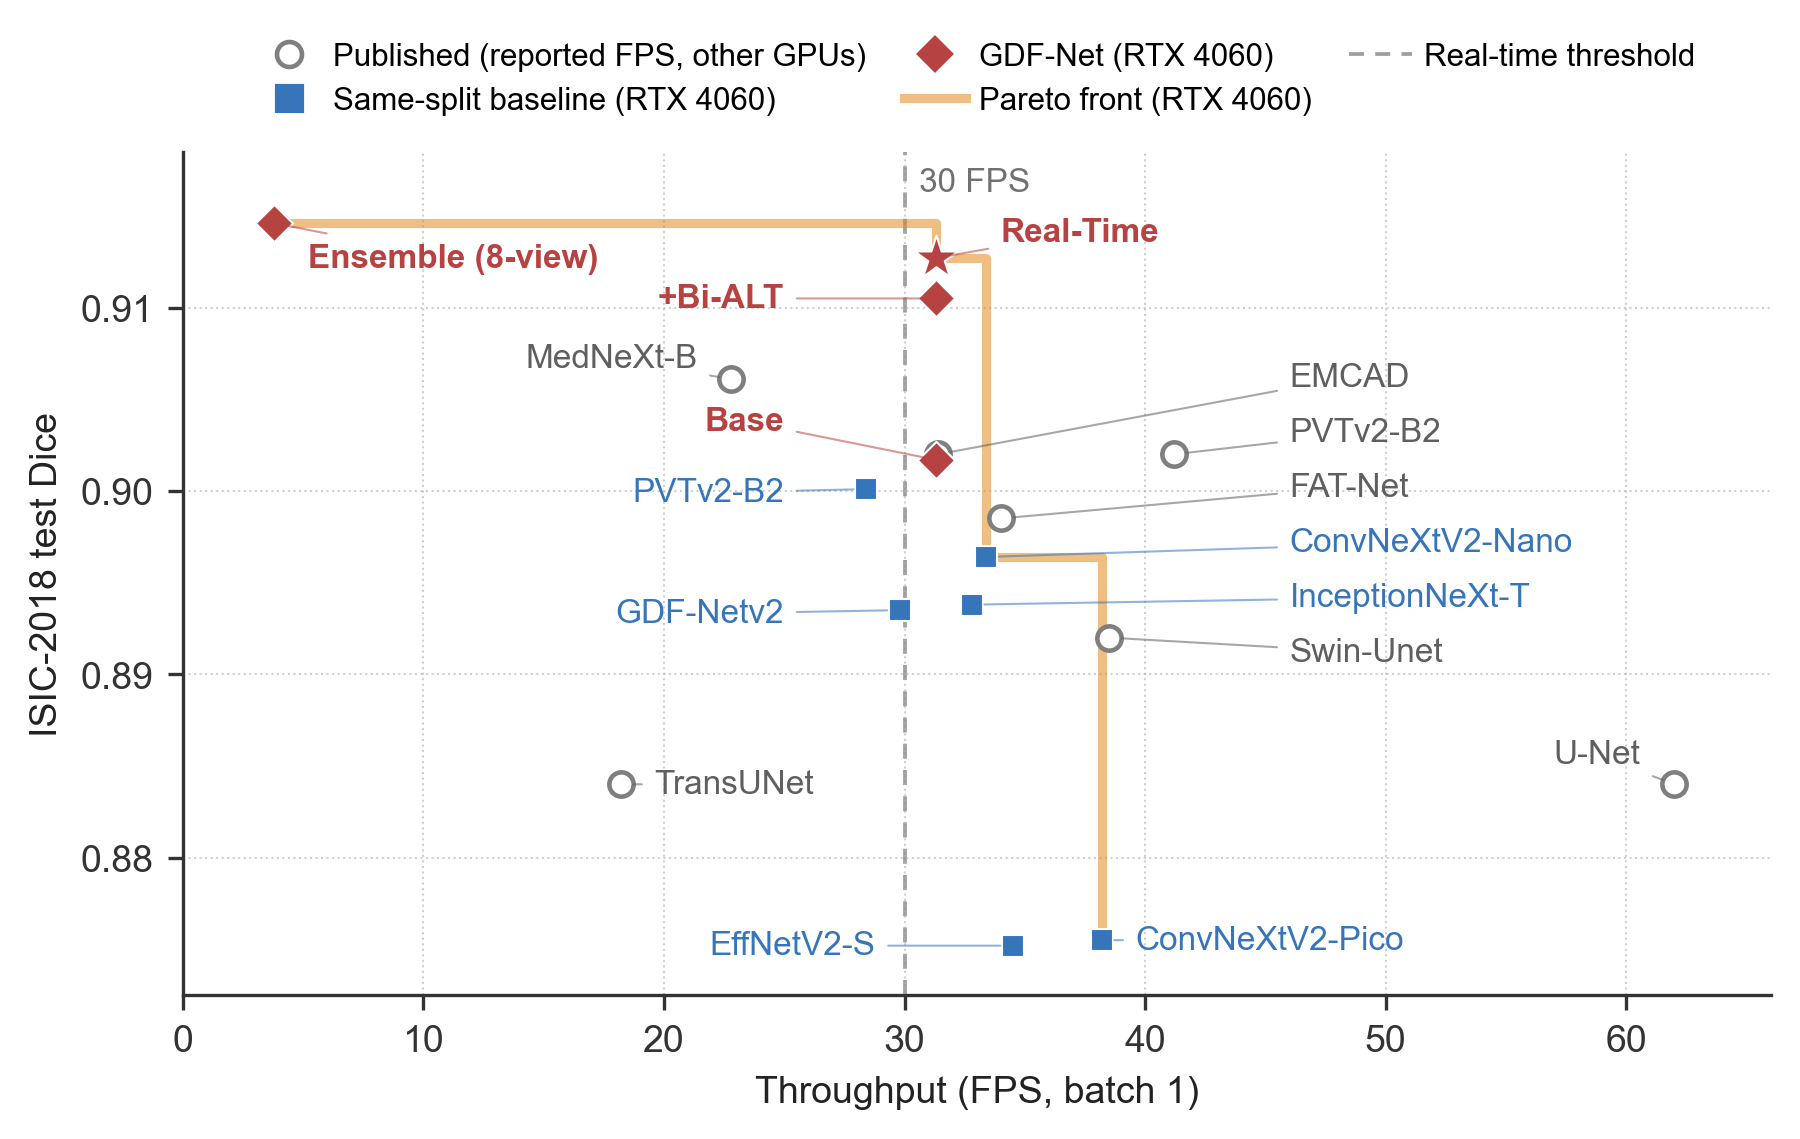 Published (reported FPS, other GPUs)
GDF-Net (RTX 4060)
Real-time threshold
Same-split baseline (RTX 4060)
Pareto front (RTX 4060)
30 FPS
Real-Time
Ensemble (8-view)
+Bi-ALT
0.91
MedNeXt-B
EMCAD
Base
PVTv2-B2
PVTv2-B2
FAT-Net
0.90
ConvNeXtV2-Nano
InceptionNeXt-T
GDF-Netv2
Swin-Unet
0.89
U-Net
TransUNet
0.88
EffNetV2-S
ConvNeXtV2-Pico
ISIC-2018 test Dice
0 10 20 30 40 50 60
Throughput (FPS, batch 1)